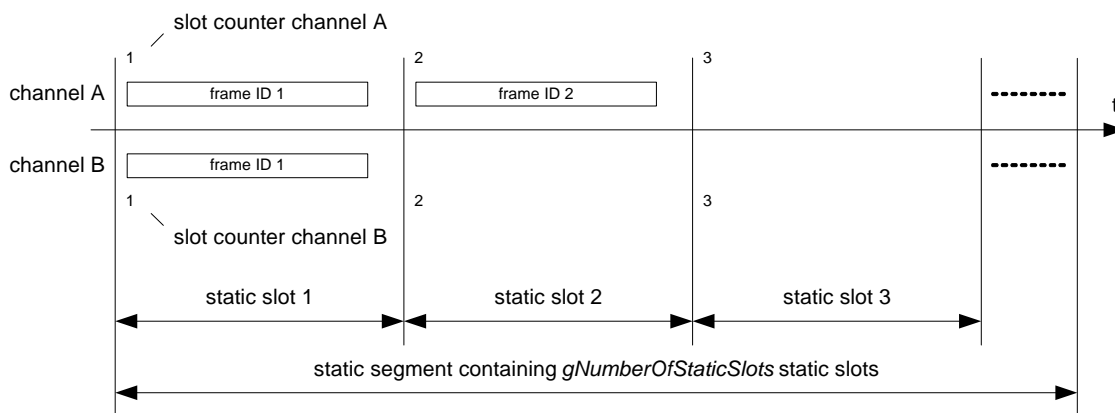 slot counter channel A
1 2 3
channel A frame ID 1 frame ID 2
t
channel B frame ID 1
1 2 3
slot counter channel B
static slot 1 static slot 2 static slot 3
static segment containing gNumberOfStaticSlots static slots